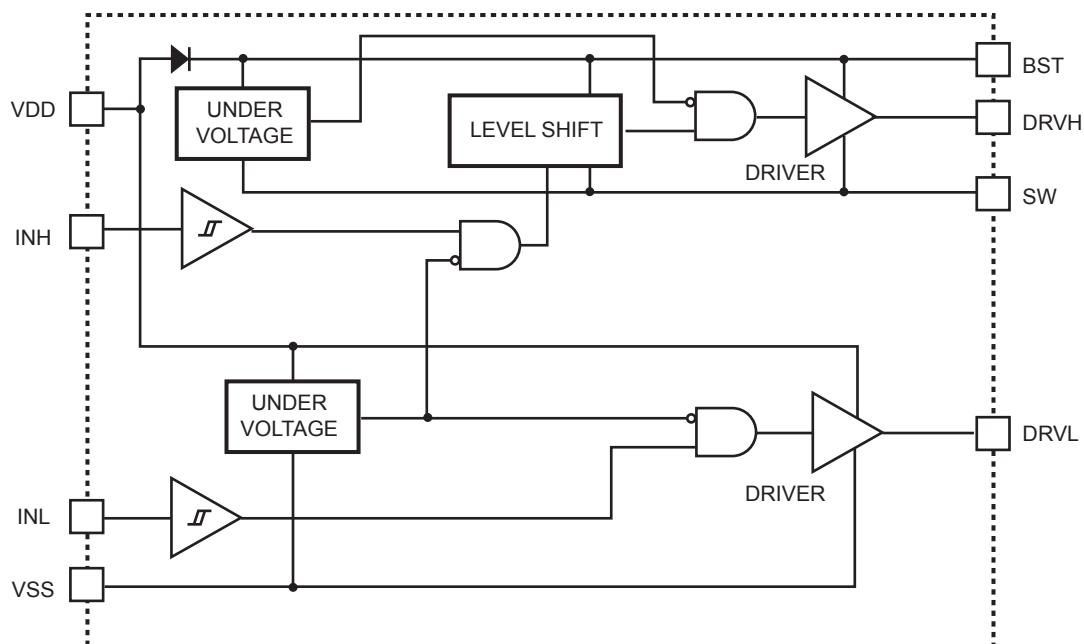 BST
VDD
UNDER
VOLTAGE
LEVEL SHIFT
DRVH
DRIVER
SW
INH
UNDER
VOLTAGE
DRVL
DRIVER
INL
VSS